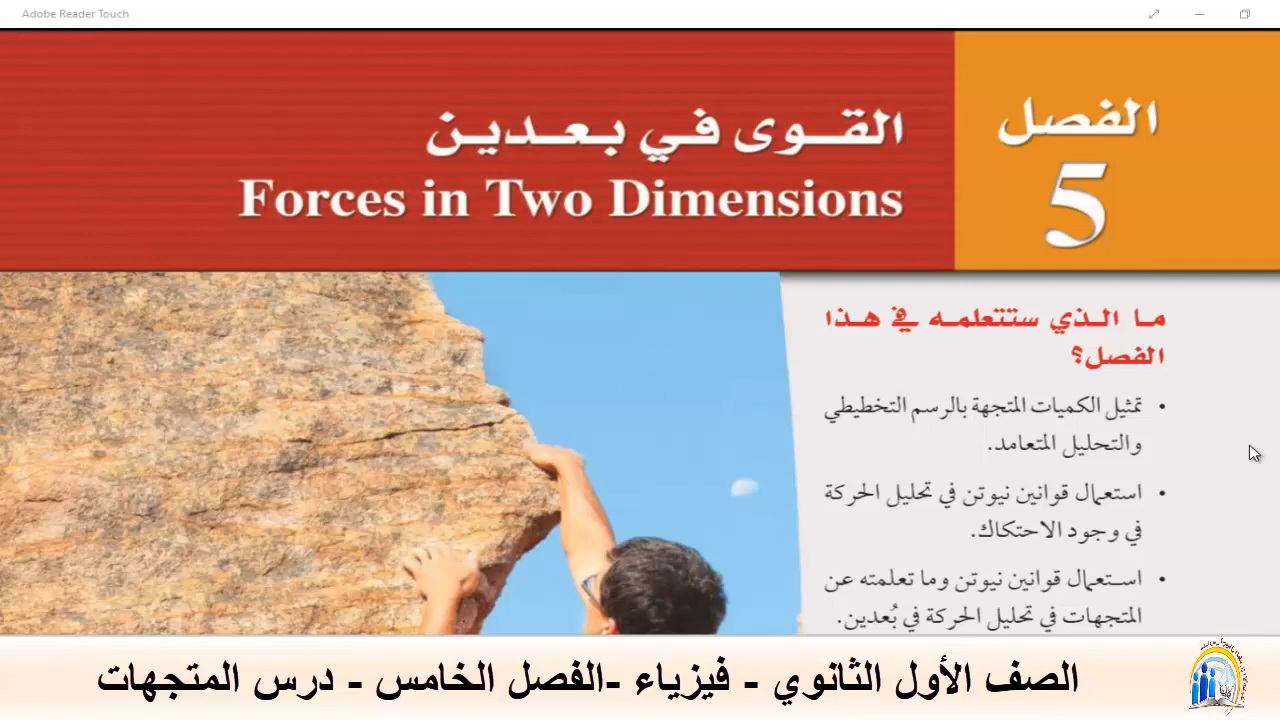 Adobe Reader Touch
الفصل
5
القوى في بعدين
Forces in Two Dimensions
ما الذي ستتعلمه في هذا
الفصل؟
• تمثيل الكميات المتجهة بالرسم التخطيطي
والتحليل المتعامد.
• استعمال قوانين نيوتن في تحليل الحركة
في وجود الاحتكاك.
• استعمال قوانين نيوتن وما تعلمته عن
المتجهات في تحليل الحركة في بُعدين.
الصف الأول الثانوي - فيزياء -الفصل الخامس - درس المتجهات